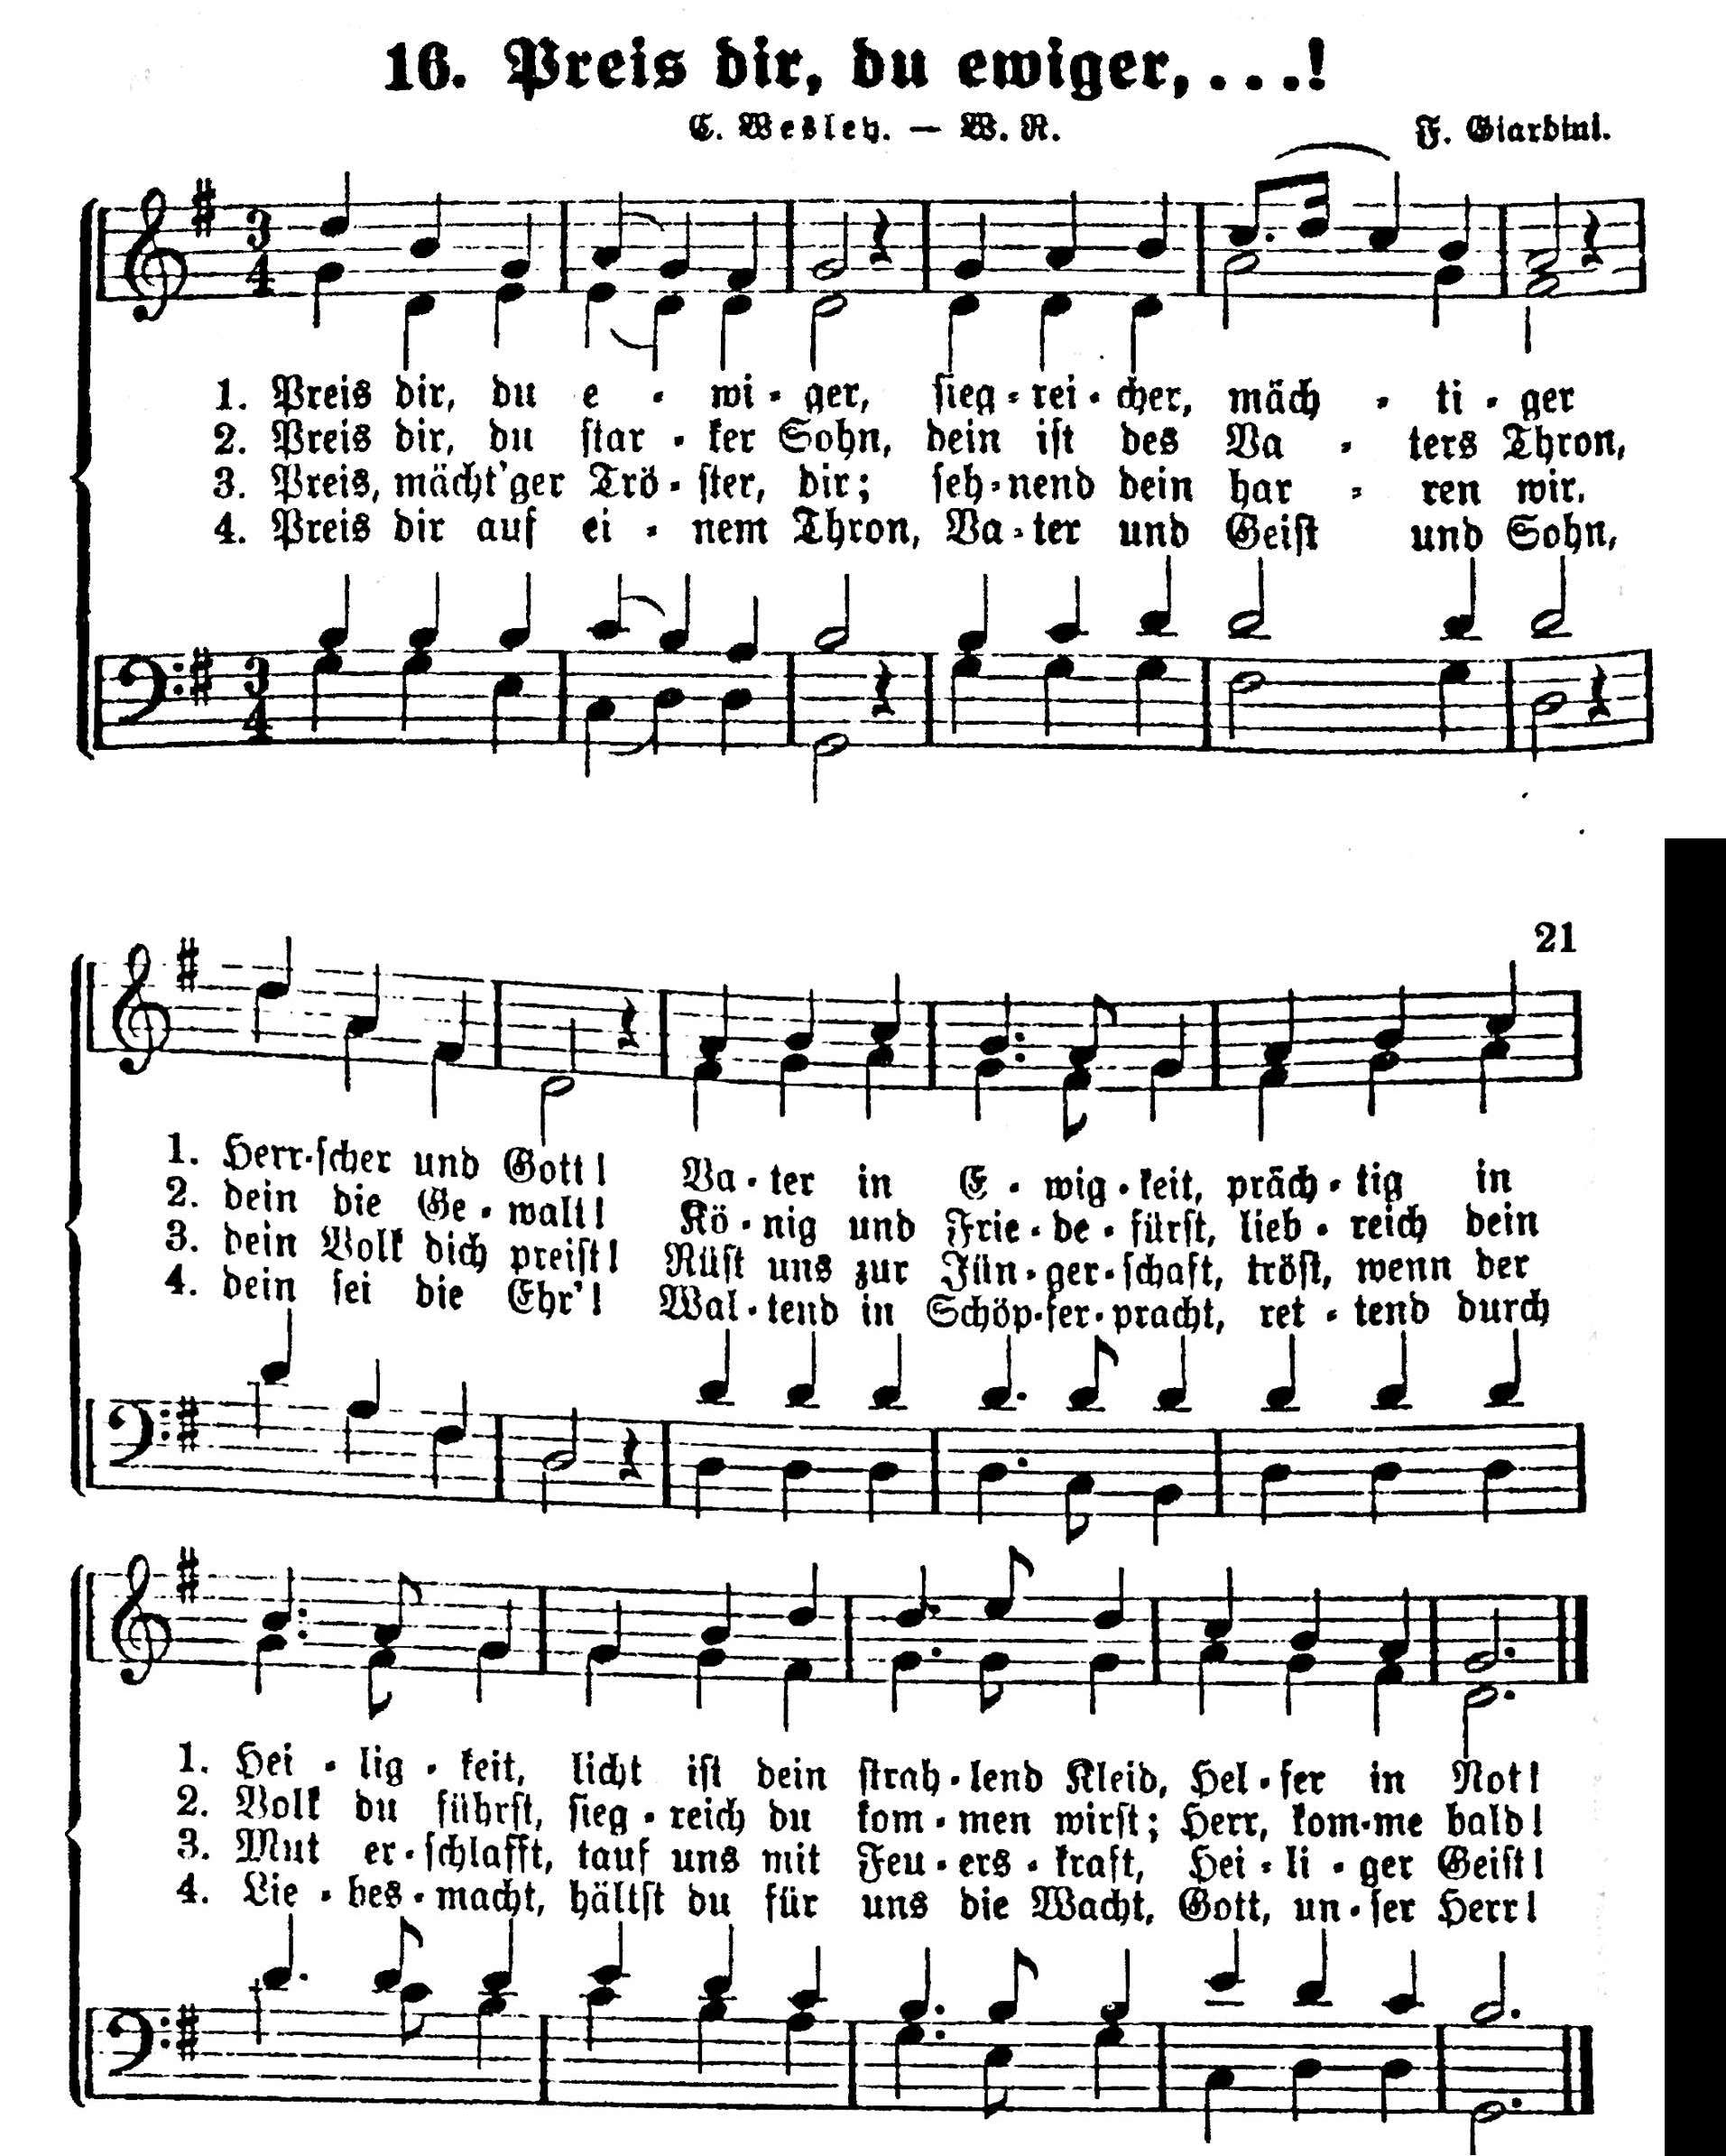 16. Preis dir, du ewiger, . . . .!
C. Wesley. — W. R.
F. Giardini.
1. Preis dir, du e - wi - ger, sieg - rei - cher, mäch - ti - ger
2. Preis dir, du star - ker Sohn, dein ist des Va - ters Thron,
3. Preis, mächt'ger Trö - ster, dir; seh - nend dein har - ren wir.
4. Preis dir auf ei - nem Thron, Va - ter und Geist und Sohn,
21
1. Herr - scher und Gott! Va - ter in E - wig - keit, präch - tig in
2. dein die Ge - walt! Kö - nig und Frie - de - fürst, lieb - reich dein
3. dein Volk dich preist! Rüst uns zur Jün - ger - schaft, tröst, wenn der
4. dein sei die Ehr'! Wal - tend in Schöp - fer - pracht, ret - tend durch
1. Hei - lig - keit, licht ist dein strah - lend Kleid, Hel - fer in Not!
2. Volk du führst, sieg - reich du kom - men wirst; Herr, kom - me bald!
3. Mut er - schlafft, tauf uns mit Feu - ers - kraft, Hei - li - ger Geist!
4. Lie - bes - macht, hältst du für uns die Wacht, Gott, un - ser Herr!